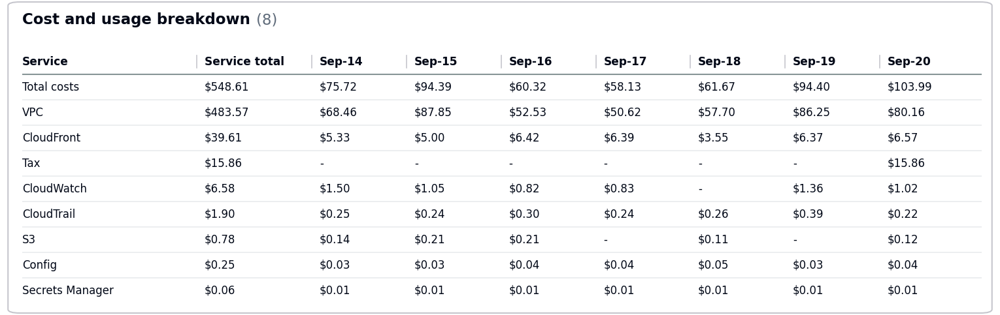 Cost and usage breakdown (8)
Service Service total Sep-14 Sep-15 Sep-16 Sep-17 Sep-18 Sep-19 Sep-20
Total costs $548.61 $75.72 $94.39 $60.32 $58.13 $61.67 $94.40 $103.99
VPC $483.57 $68.46 $87.85 $52.53 $50.62 $57.70 $86.25 $80.16
CloudFront $39.61 $5.33 $5.00 $6.42 $6.39 $3.55 $6.37 $6.57
Tax $15.86 - - - - - - $15.86
CloudWatch $6.58 $1.50 $1.05 $0.82 $0.83 - $1.36 $1.02
CloudTrail $1.90 $0.25 $0.24 $0.30 $0.24 $0.26 $0.39 $0.22
S3 $0.78 $0.14 $0.21 $0.21 - $0.11 - $0.12
Config $0.25 $0.03 $0.03 $0.04 $0.04 $0.05 $0.03 $0.04
Secrets Manager $0.06 $0.01 $0.01 $0.01 $0.01 $0.01 $0.01 $0.01